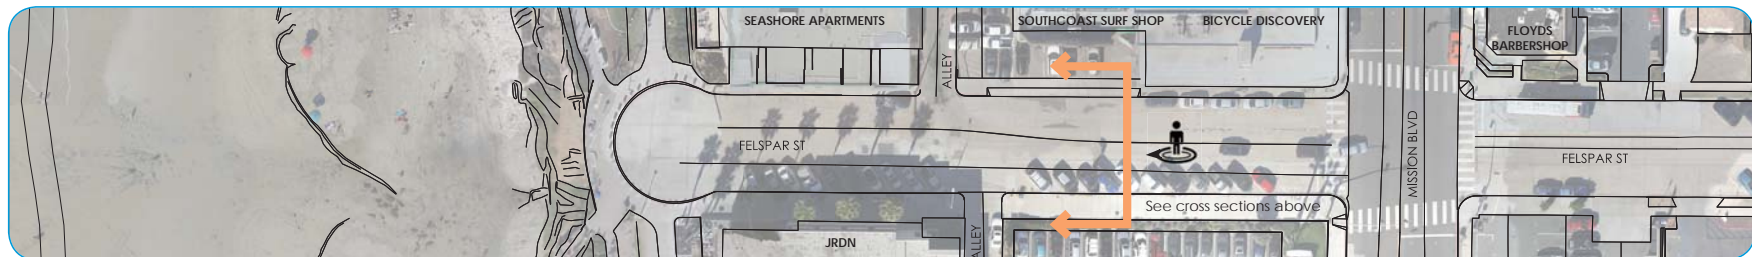 SEASHORE APARTMENTS
SOUTHCOAST SURF SHOP
BICYCLE DISCOVERY
FLOYDS
BARBERSHOP
ALLEY
MISSION BLVD
FELSPAR ST
FELSPAR ST
See cross sections above
ALLEY
JRDN